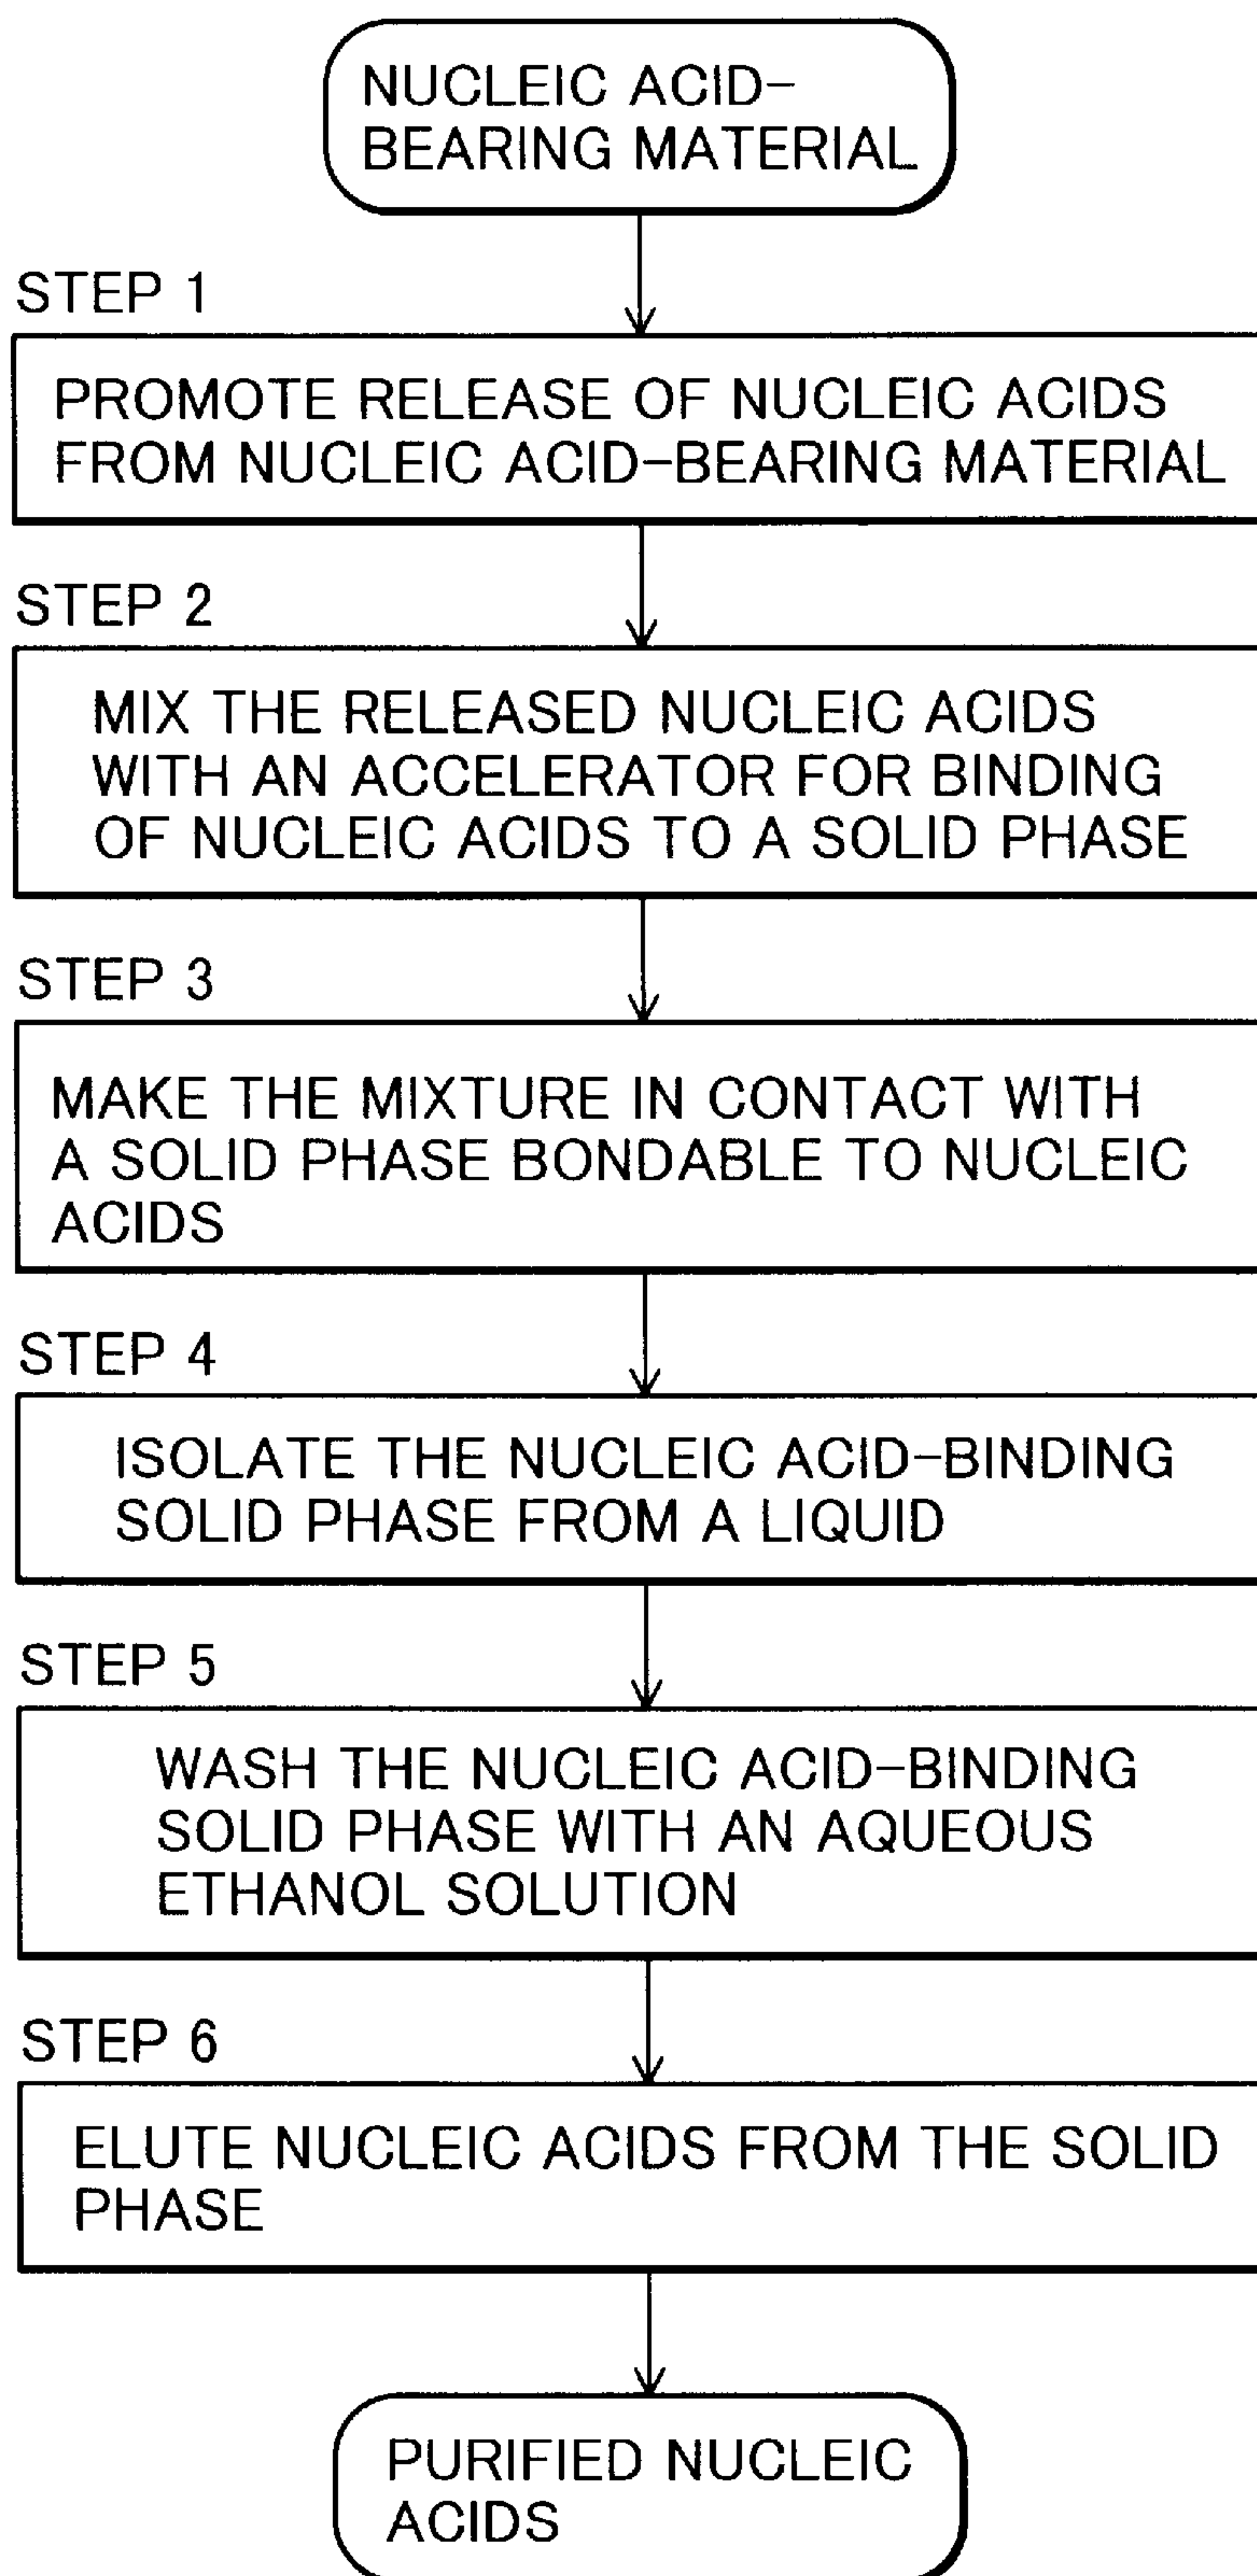 NUCLEIC ACID-
BEARING MATERIAL
STEP 1
PROMOTE RELEASE OF NUCLEIC ACIDS
FROM NUCLEIC ACID-BEARING MATERIAL
STEP 2
MIX THE RELEASED NUCLEIC ACIDS
WITH AN ACCELERATOR FOR BINDING
OF NUCLEIC ACIDS TO A SOLID PHASE
STEP 3
MAKE THE MIXTURE IN CONTACT WITH
A SOLID PHASE BONDABLE TO NUCLEIC
ACIDS
STEP 4
ISOLATE THE NUCLEIC ACID-BINDING
SOLID PHASE FROM A LIQUID
STEP 5
WASH THE NUCLEIC ACID-BINDING
SOLID PHASE WITH AN AQUEOUS
ETHANOL SOLUTION
STEP 6
ELUTE NUCLEIC ACIDS FROM THE SOLID
PHASE
PURIFIED NUCLEIC
ACIDS